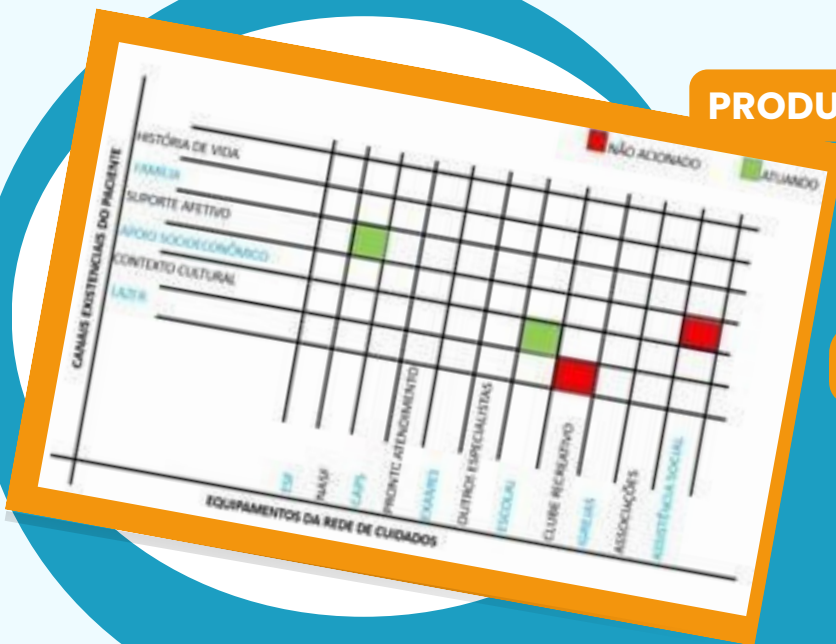 PRODU
NÃO ACIONADO
ATUANDO
CANAIS EXISTENCIAIS DO PACIENTE
HISTÓRIA DE VIDA
FAMÍLIA
SUPORTE AFETIVO
APOIO SOCIOECONÔMICO
CONTEXTO CULTURAL
LAZER
ESF
NASF
CAPS
PRONTC ATENDIMENTO
EXAMES
OUTROS ESPECIALISTAS
ESCOLAS
CLUBE RECREATIVO
IGREJAS
ASSOCIAÇÕES
ASSISTÊNCIA SOCIAL
EQUIPAMENTOS DA REDE DE CUIDADOS